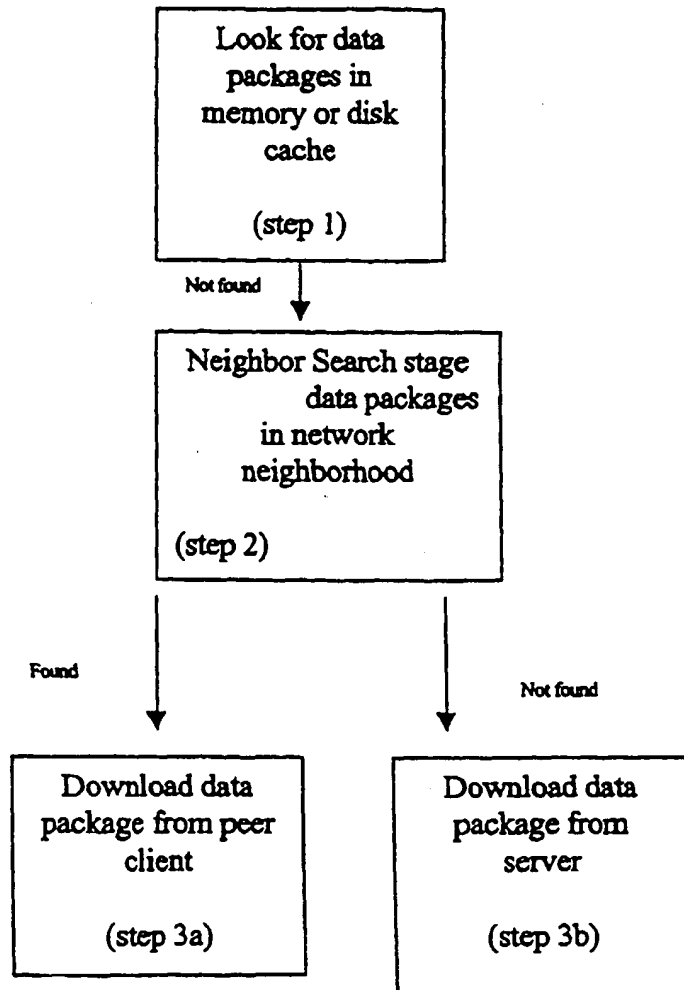 Look for data
packages in
memory or disk
cache
(step 1)
Not found
Neighbor Search stage
data packages
in network
neighborhood
(step 2)
Found
Not found
Download data
package from peer
client
(step 3a)
Download data
package from
server
(step 3b)